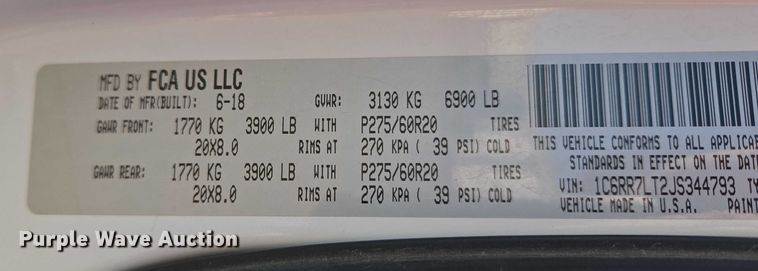 MFD BY FCA US LLC
DATE OF MFR(BUILT): 6-18 GVWR: 3130 KG 6900 LB
GAWR FRONT: 1770 KG 3900 LB WITH P275/60R20 TIRES
20X8.0 RIMS AT 270 KPA ( 39 PSI) COLD
GAWR REAR: 1770 KG 3900 LB WITH P275/60R20 TIRES
20X8.0 RIMS AT 270 KPA ( 39 PSI) COLD
THIS VEHICLE CONFORMS TO ALL APPLICAB
STANDARDS IN EFFECT ON THE DAT
VIN: 1C6RR7LT2JS344793 TY
VEHICLE MADE IN U.S.A. PAINT
Purple Wave Auction